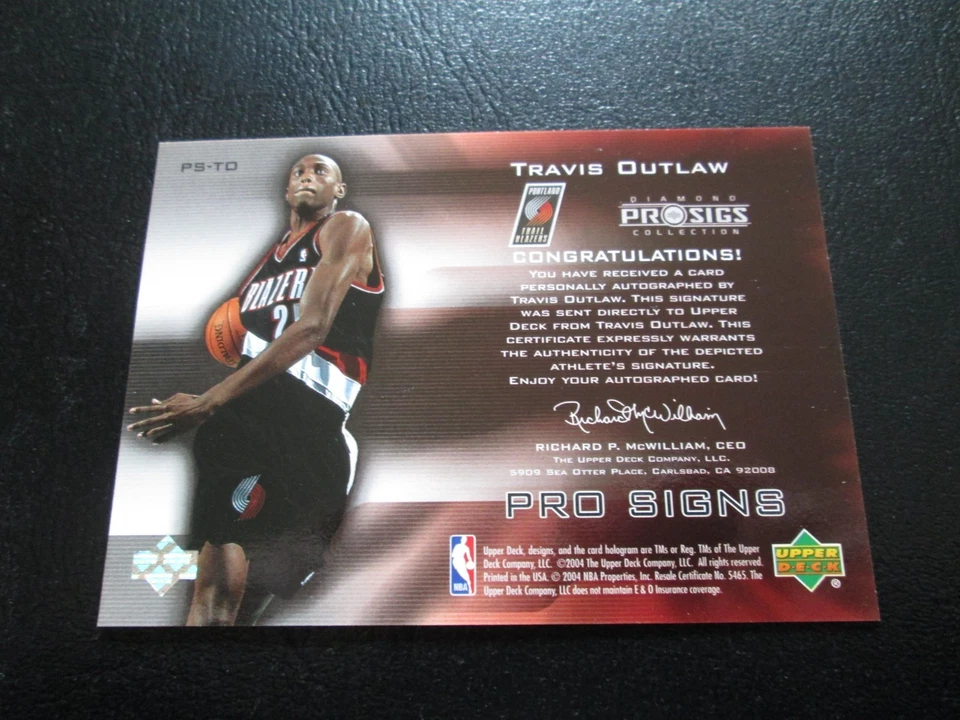 PS-TO
TRAVIS OUTLAW
PORTLAND
TRAIL BLAZERS
DIAMOND
PROSIGS
COLLECTION
CONGRATULATIONS!
YOU HAVE RECEIVED A CARD
PERSONALLY AUTOGRAPHED BY
TRAVIS OUTLAW. THIS SIGNATURE
WAS SENT DIRECTLY TO UPPER
DECK FROM TRAVIS OUTLAW. THIS
CERTIFICATE EXPRESSLY WARRANTS
THE AUTHENTICITY OF THE DEPICTED
ATHLETE'S SIGNATURE.
ENJOY YOUR AUTOGRAPHED CARD!
Richard McWilliam
RICHARD P. MCWILLIAM, CEO
THE UPPER DECK COMPANY, LLC.
5909 SEA OTTER PLACE, CARLSBAD, CA 92008
PRO SIGNS
Upper Deck, designs, and the card hologram are TMs or Reg. TMs of The Upper
Deck Company, LLC. ©2004 The Upper Deck Company, LLC. All rights reserved.
Printed in the USA. © 2004 NBA Properties, Inc. Resale Certificate No. 5465. The
Upper Deck Company, LLC does not maintain E & O Insurance coverage.
NBA
UPPER
DECK
®
BLAZER
2
SPALDING